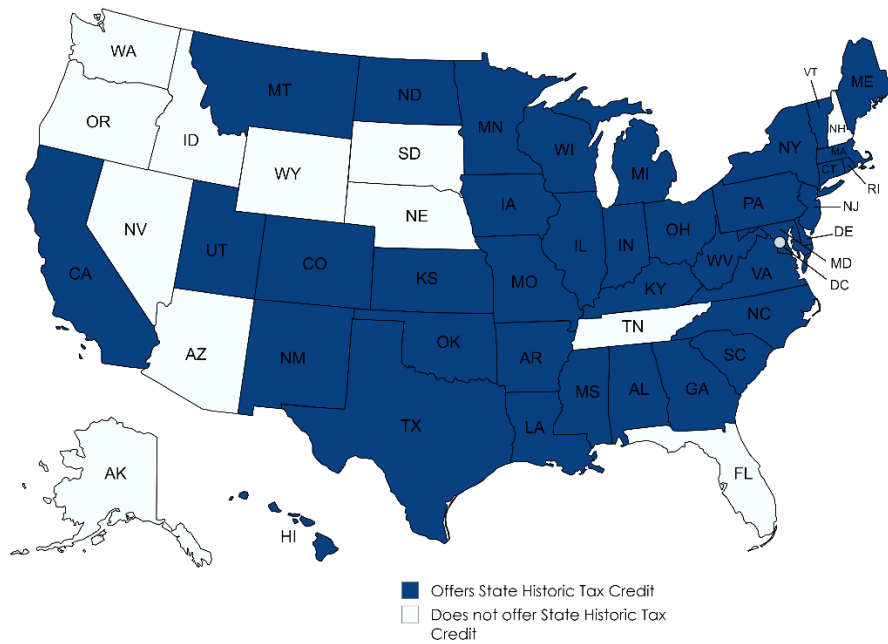 WA
MT
ND
VT
ME
OR
ID
MN
NH
SD
WI
NY
MA
WY
MI
CT
RI
IA
PA
NJ
NE
NV
OH
DE
UT
IL
IN
CO
WV
MD
CA
KS
MO
VA
DC
KY
NC
TN
AZ
OK
NM
AR
SC
MS
AL
GA
TX
LA
AK
FL
HI
Offers State Historic Tax Credit
Does not offer State Historic Tax
Credit